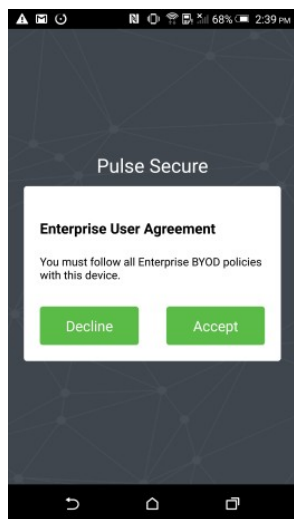 68% 2:39 PM
Pulse Secure
Enterprise User Agreement
You must follow all Enterprise BYOD policies
with this device.
Decline Accept